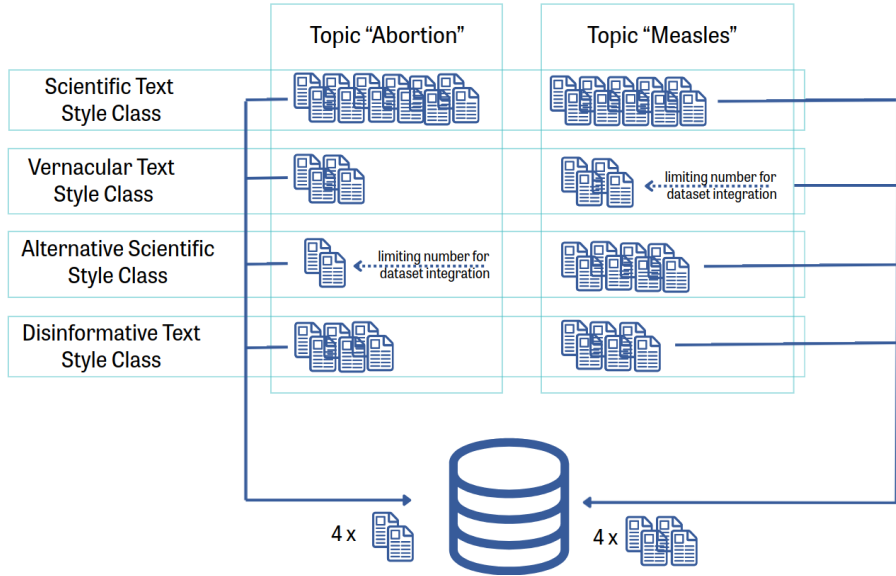 Topic “Abortion”
Topic “Measles”
Scientific Text
Style Class
Vernacular Text
Style Class
limiting number for
dataset integration
Alternative Scientific
Style Class
limiting number for
dataset integration
Disinformative Text
Style Class
4 x
4 x